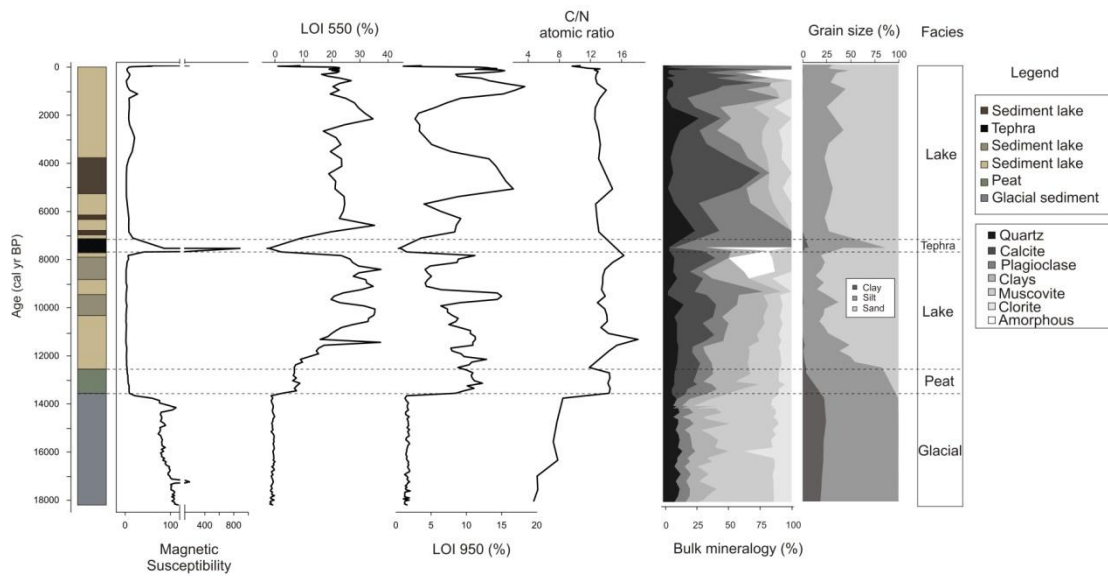 LOI 550 (%)
C/N
atomic ratio
Grain size (%)
Facies
0 10 20 30 40
4 8 12 16
0 50 100
Legend
Sediment lake
Tephra
Sediment lake
Sediment lake
Peat
Glacial sediment
Quartz
Calcite
Plagioclase
Clays
Muscovite
Clorite
Amorphous
Age (cal yr BP)
0
2000
4000
6000
8000
10000
12000
14000
16000
18000
Clay
Silt
Sand
Lake
Tephra
Lake
Peat
Glacial
0 100 400 800
0 5 10 15 20
0 25 50 75 100
Magnetic
Susceptibility
LOI 950 (%)
Bulk mineralogy (%)